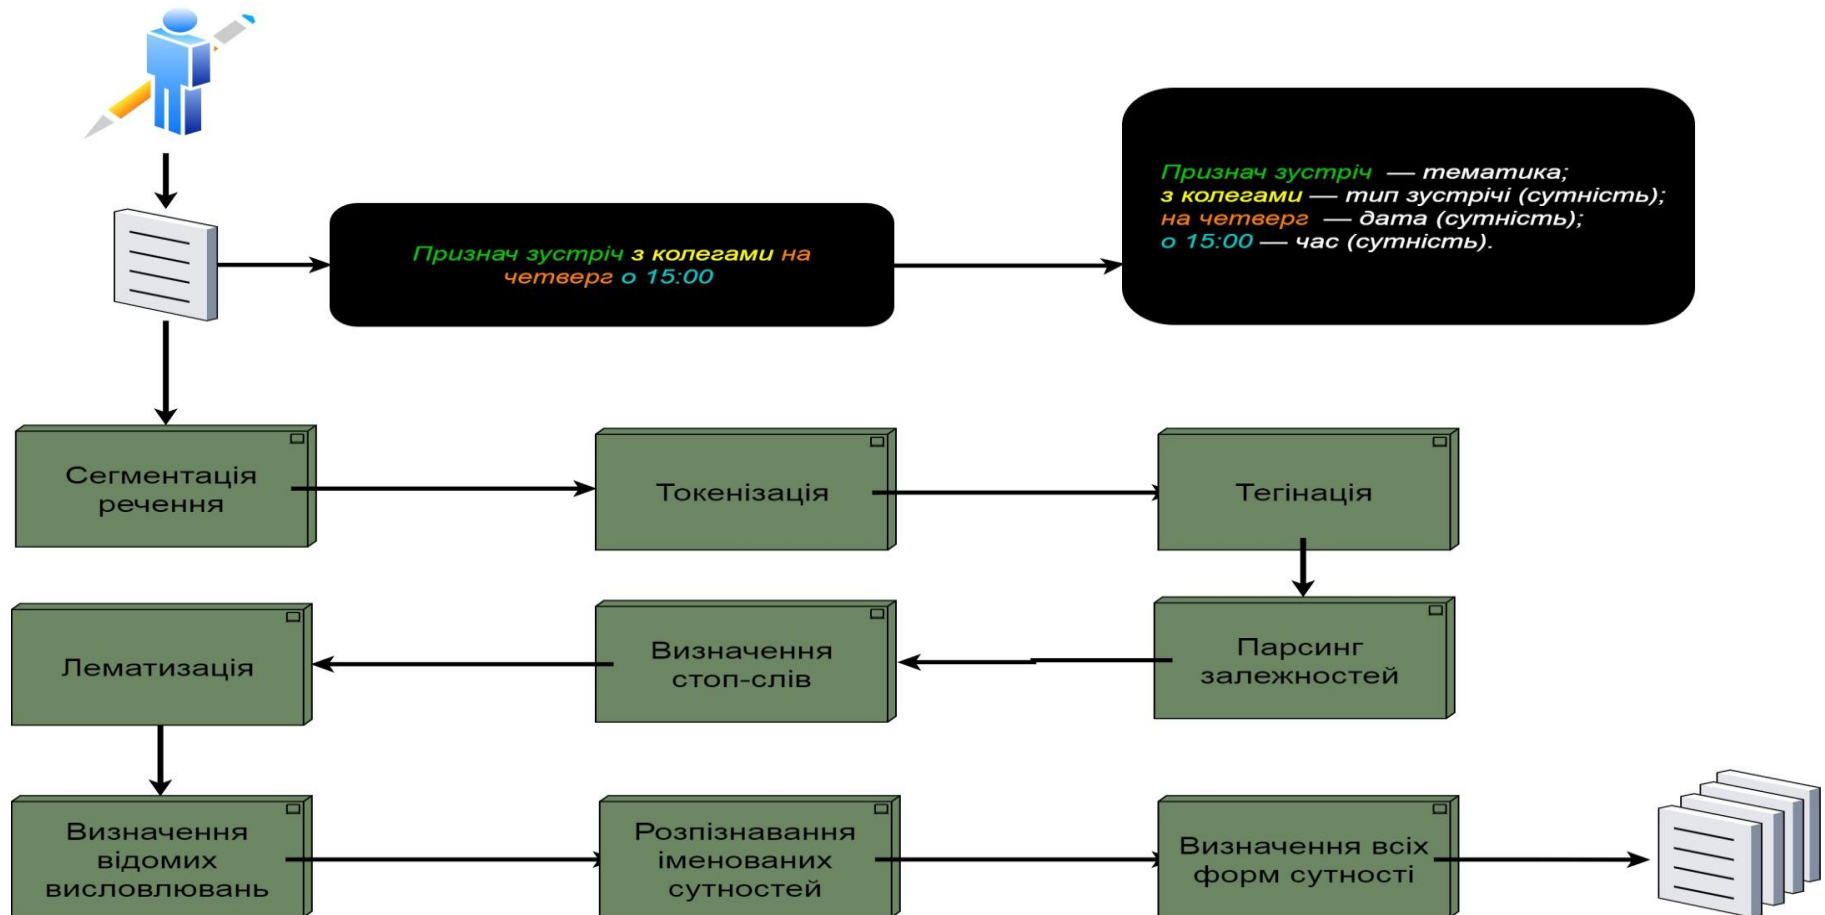 Признач зустріч — тематика;
з колегами — тип зустрічі (сутність);
на четверг — дата (сутність);
о 15:00 — час (сутність).
Признач зустріч з колегами на
четверг о 15:00
Сегментація
речення
Токенізація
Тегінація
Лематизація
Визначення
стоп-слів
Парсинг
залежностей
Визначення
відомих
висловлювань
Розпізнавання
іменованих
сутностей
Визначення всіх
форм сутності